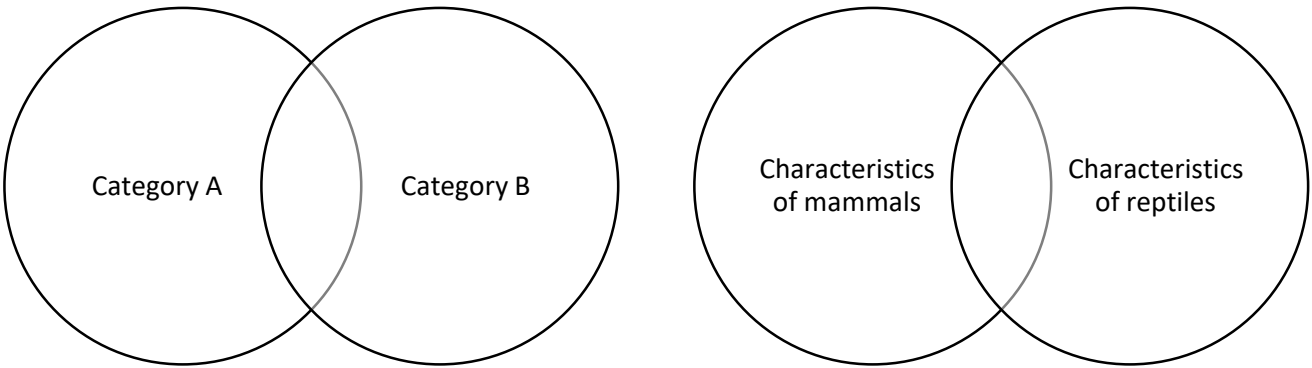 Category A
Category B
Characteristics
of mammals
Characteristics
of reptiles